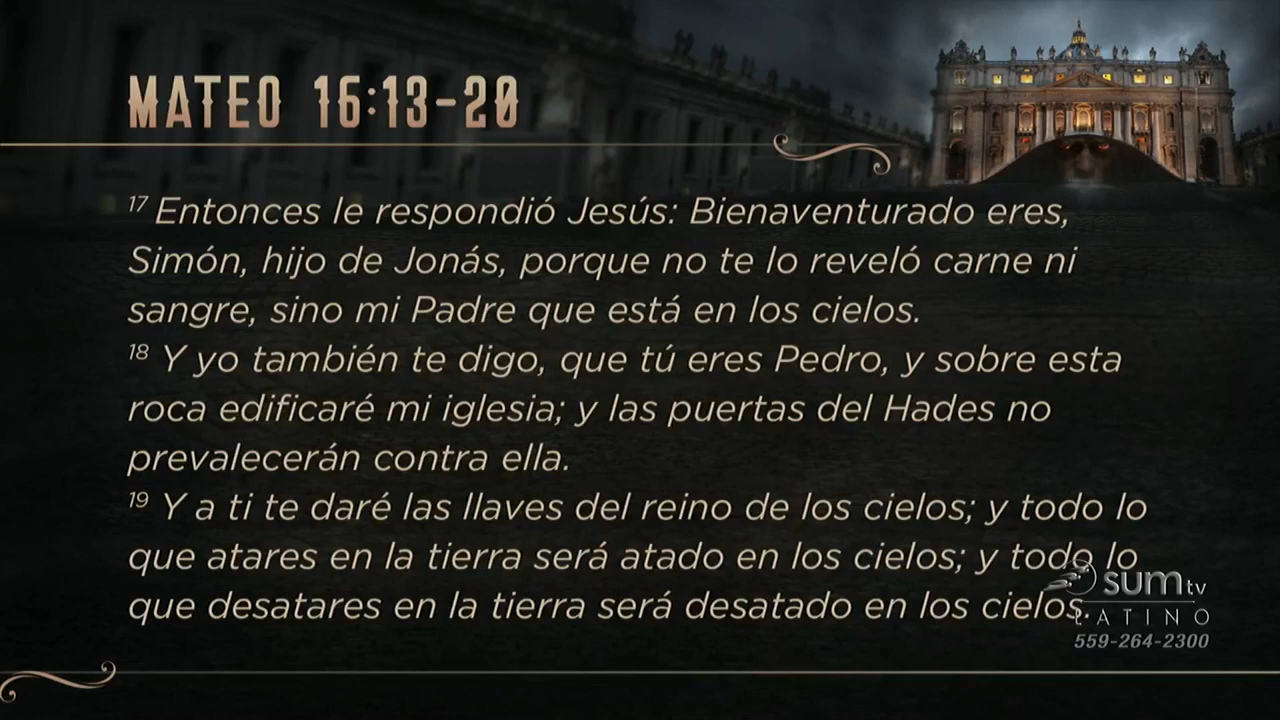 MATEO 16:13-20
17 Entonces le respondió Jesús: Bienaventurado eres,
Simón, hijo de Jonás, porque no te lo reveló carne ni
sangre, sino mi Padre que está en los cielos.
18 Y yo también te digo, que tú eres Pedro, y sobre esta
roca edificaré mi iglesia; y las puertas del Hades no
prevalecerán contra ella.
19 Y a ti te daré las llaves del reino de los cielos; y todo lo
que atares en la tierra será atado en los cielos; y todo lo
que desatares en la tierra será desatado en los cielos.
sumtv
LATINO
559-264-2300